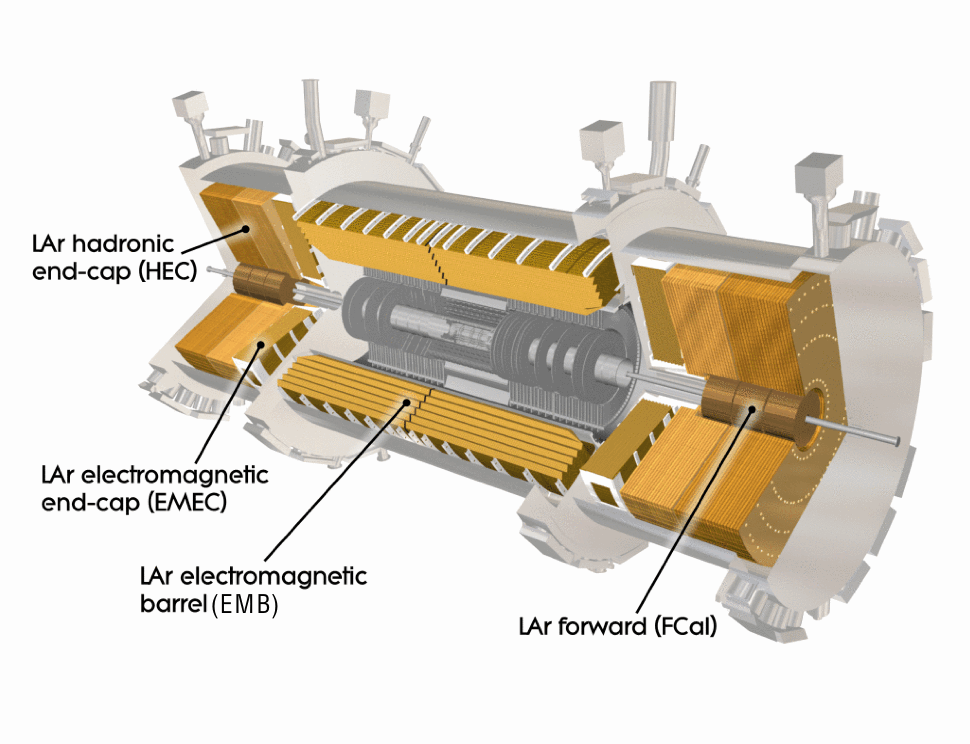 LAr hadronic
end-cap (HEC)
LAr electromagnetic
end-cap (EMEC)
LAr electromagnetic
barrel (EMB)
LAr forward (FCal)